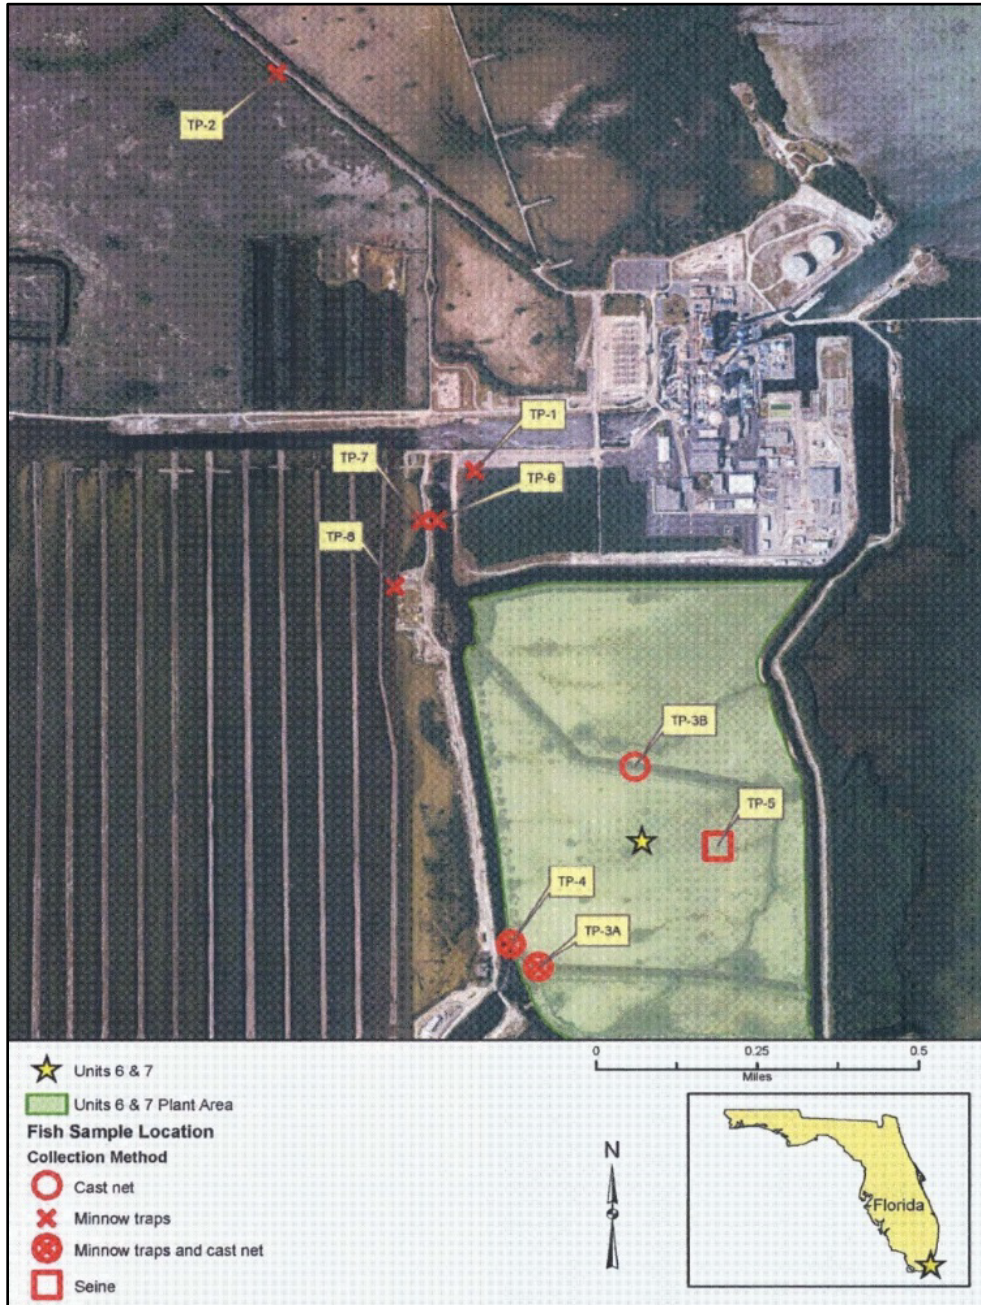 TP-2
TP-1
TP-7
TP-6
TP-8
TP-3B
TP-5
TP-4
TP-3A
0 0.25 0.5
Miles
Units 6 & 7
Units 6 & 7 Plant Area
Fish Sample Location
Collection Method
Cast net
Minnow traps
Minnow traps and cast net
Seine
N
Florida